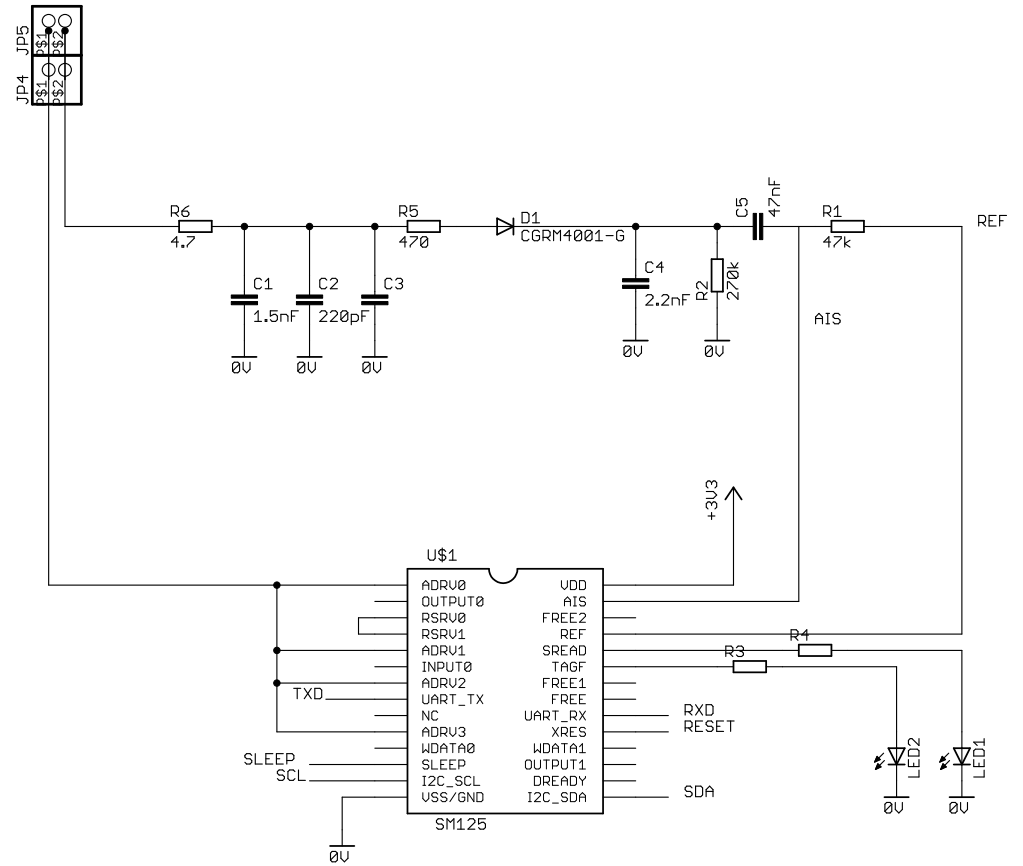 JP5
P$1
P$2
JP4
P$1
P$2
R6
4.7
R5
470
D1
CGRM4001-G
C5
47nF
R1
47k
REF
C1
1.5nF
C2
220pF
C3
C4
2.2nF
R2
270k
AIS
0V
0V
0V
0V
0V
+3V3
U$1
ADRV0
OUTPUT0
RSRV0
RSRV1
ADRV1
INPUT0
ADRV2
UART_TX
NC
ADRV3
WDATA0
SLEEP
I2C_SCL
VSS/GND
VDD
AIS
FREE2
REF
SREAD
TAGF
FREE1
FREE
UART_RX
XRES
WDATA1
OUTPUT1
DREADY
I2C_SDA
SM125
TXD
SLEEP
SCL
0V
R4
R3
RXD
RESET
SDA
LED2
LED1
0V
0V